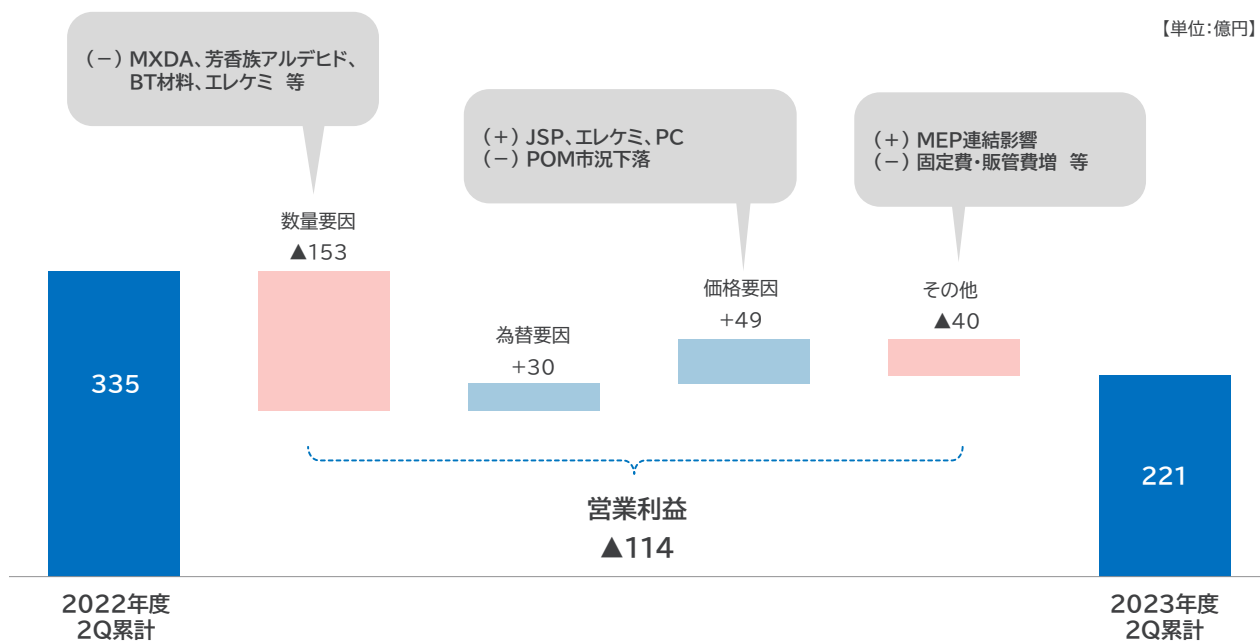 【単位：億円】
（－）MXDA、芳香族アルデヒド、
BT材料、エレケミ 等
（＋）JSP、エレケミ、PC
（－）POM市況下落
（＋）MEP連結影響
（－）固定費・販管費増 等
数量要因
▲153
為替要因
+30
価格要因
+49
その他
▲40
335
221
営業利益
▲114
2022年度
2Q累計
2023年度
2Q累計